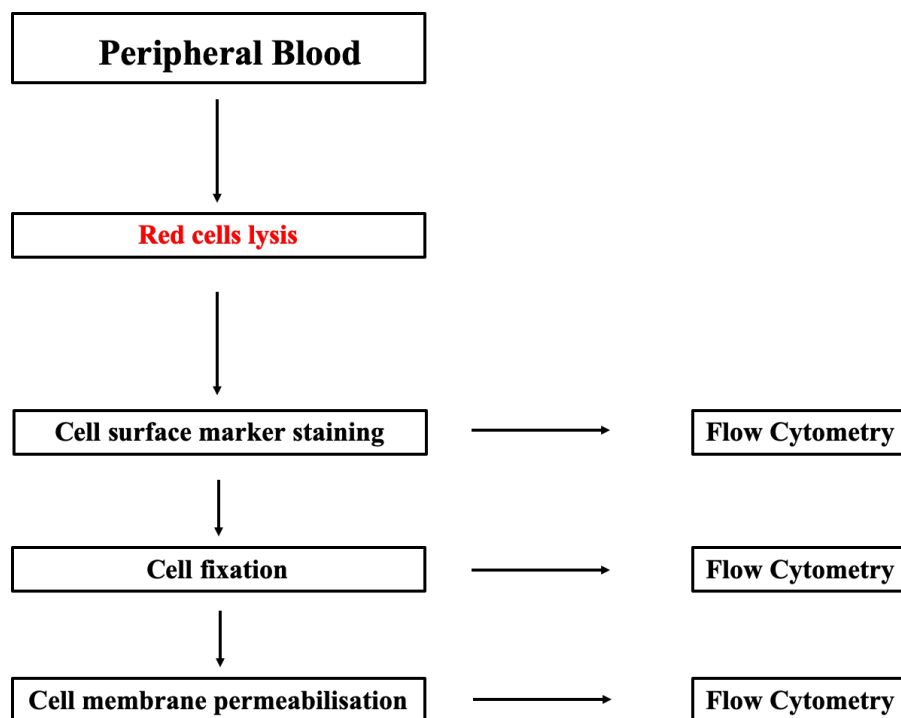 Peripheral Blood
Red cells lysis
Cell surface marker staining
Flow Cytometry
Cell fixation
Flow Cytometry
Cell membrane permeabilisation
Flow Cytometry